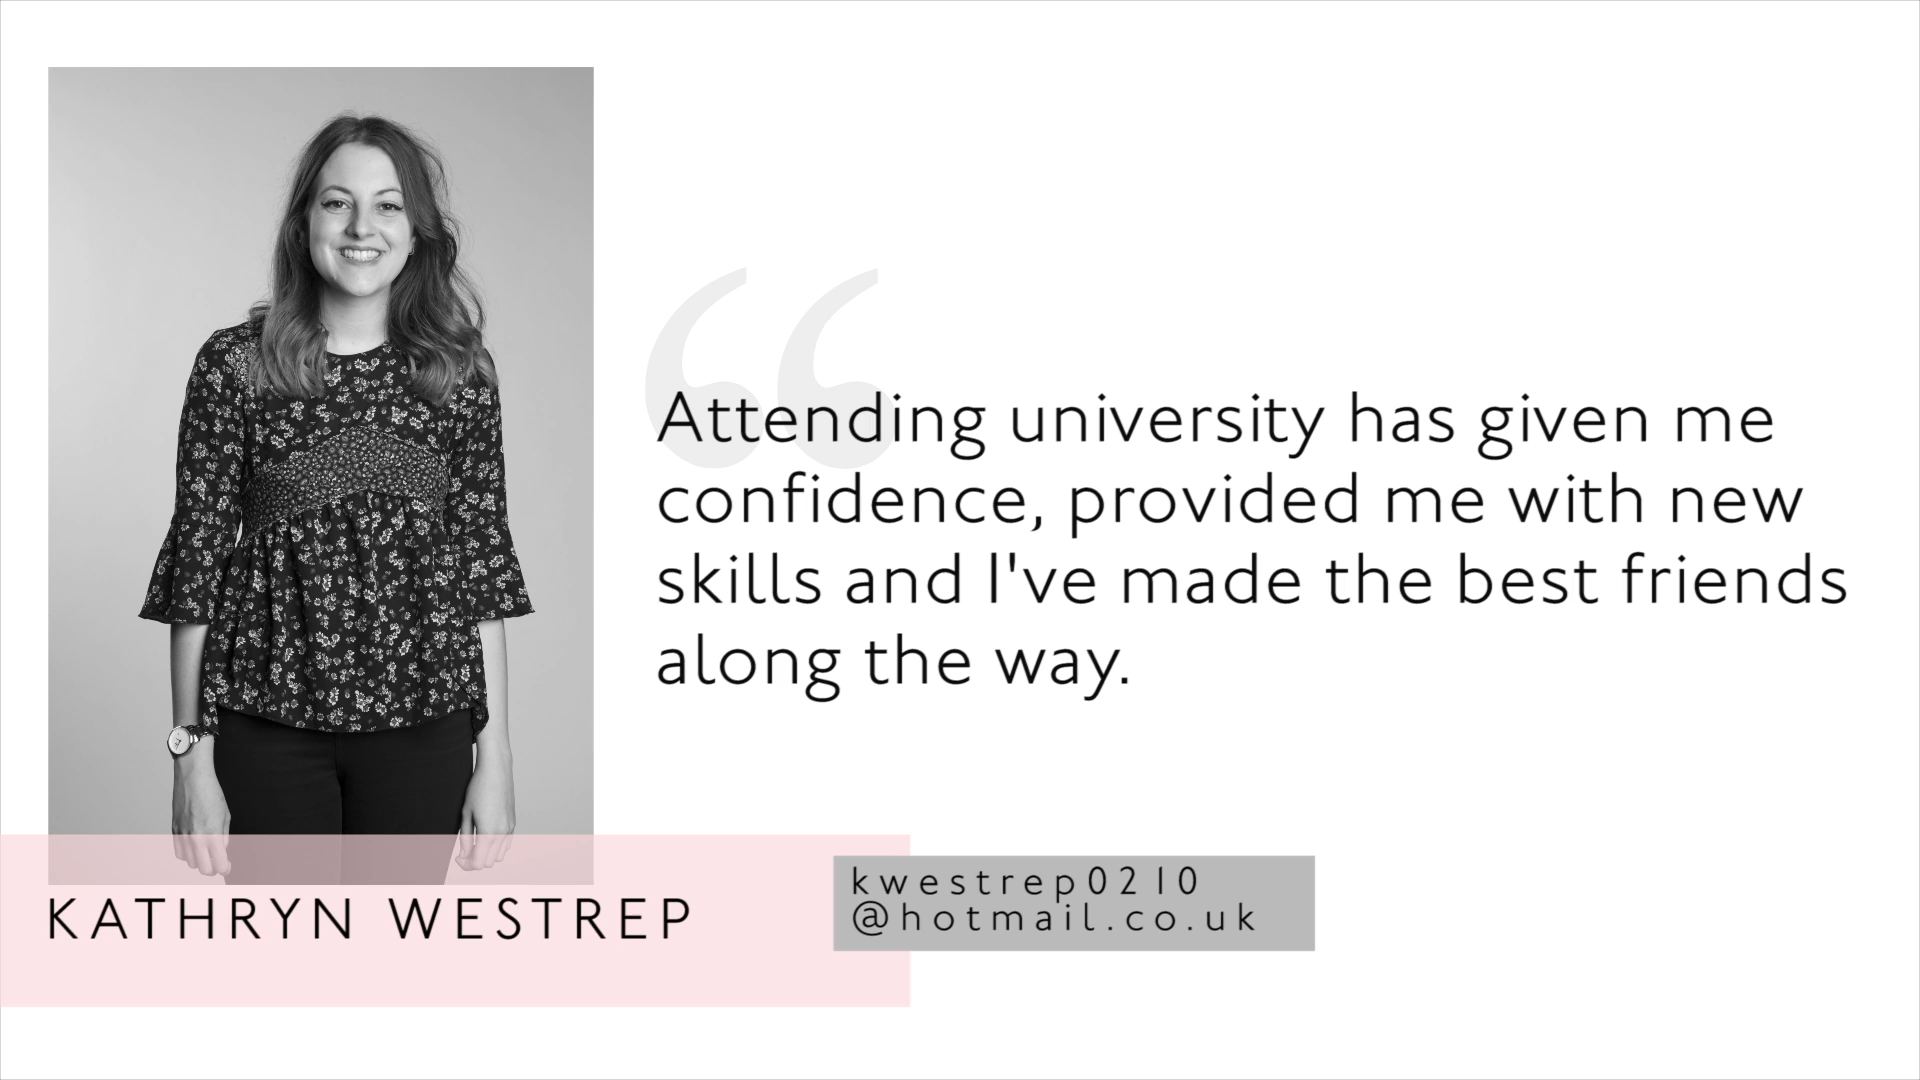 “
Attending university has given me
confidence, provided me with new
skills and I've made the best friends
along the way.
KATHRYN WESTREP
kwestrep0210
@hotmail.co.uk